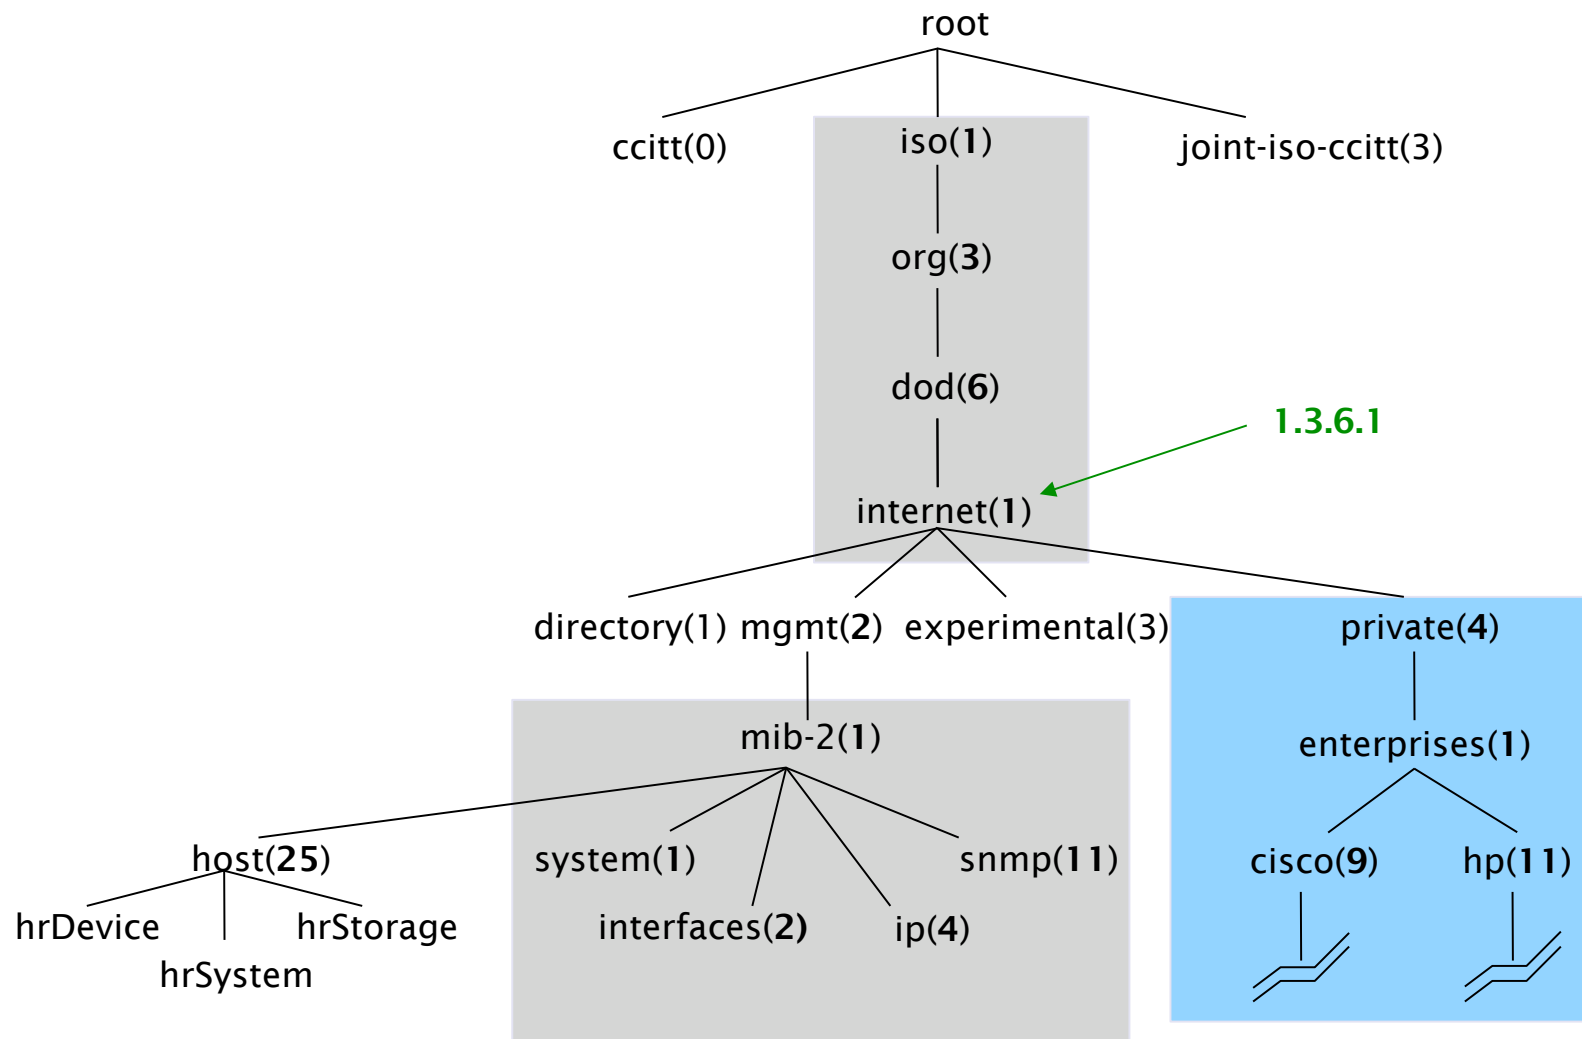 root
ccitt(0)
iso(1)
joint-iso-ccitt(3)
org(3)
dod(6)
1.3.6.1
internet(1)
directory(1)
mgmt(2)
experimental(3)
private(4)
mib-2(1)
enterprises(1)
host(25)
system(1)
snmp(11)
cisco(9)
hp(11)
hrDevice
hrStorage
interfaces(2)
ip(4)
hrSystem